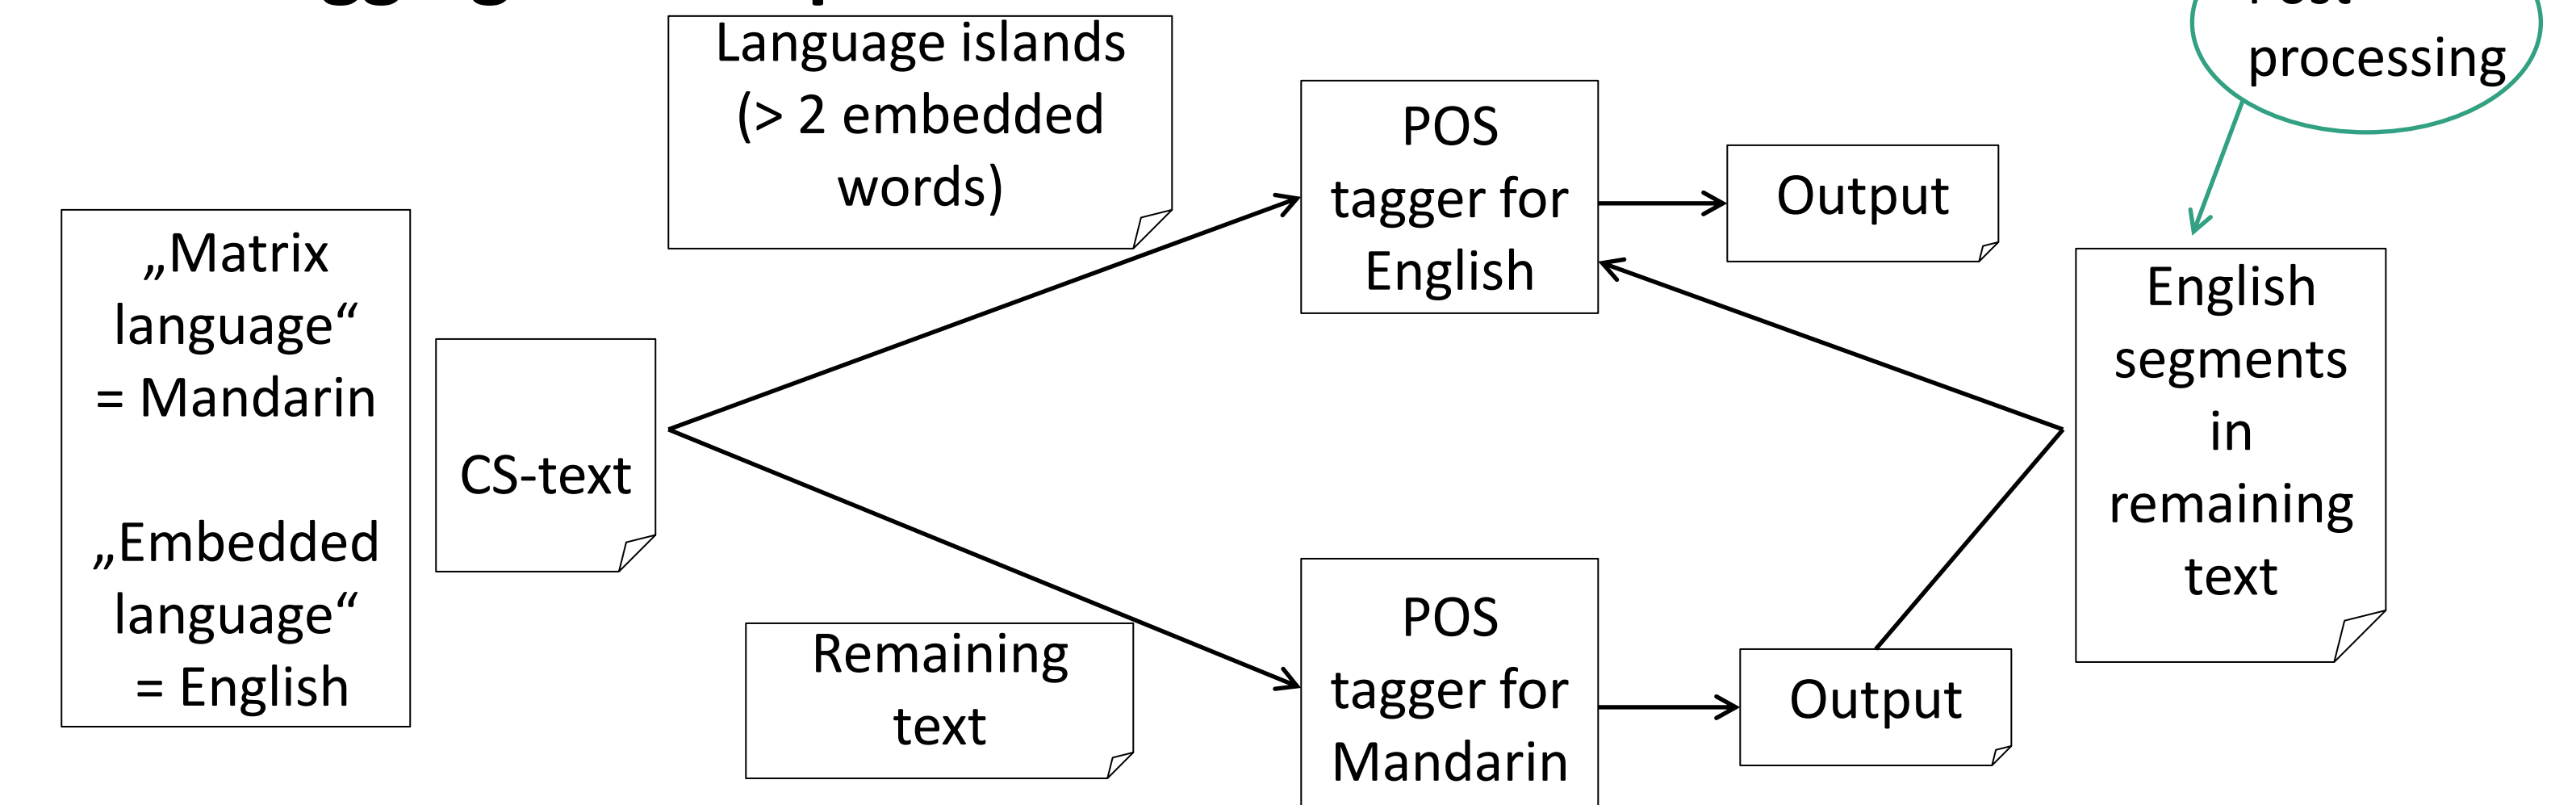 Language islands
(> 2 embedded
words)
processing
POS
tagger for
English
Output
„Matrix
language“
= Mandarin
„Embedded
language“
= English
CS-text
English
segments
in
remaining
text
Remaining
text
POS
tagger for
Mandarin
Output